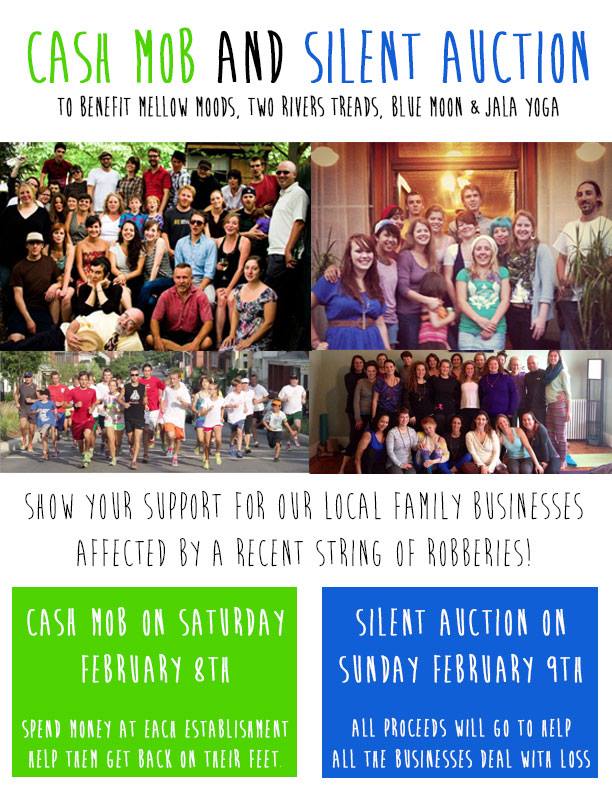 CASH MOB AND SILENT AUCTION
TO BENEFIT MELLOW MOODS, TWO RIVERS TREADS, BLUE MOON & JALA YOGA
SHOW YOUR SUPPORT FOR OUR LOCAL FAMILY BUSINESSES
AFFECTED BY A RECENT STRING OF ROBBERIES!
CASH MOB ON SATURDAY
FEBRUARY 8TH
SPEND MONEY AT EACH ESTABLISHMENT
HELP THEM GET BACK ON THEIR FEET.
SILENT AUCTION ON
SUNDAY FEBRUARY 9TH
ALL PROCEEDS WILL GO TO HELP
ALL THE BUSINESSES DEAL WITH LOSS